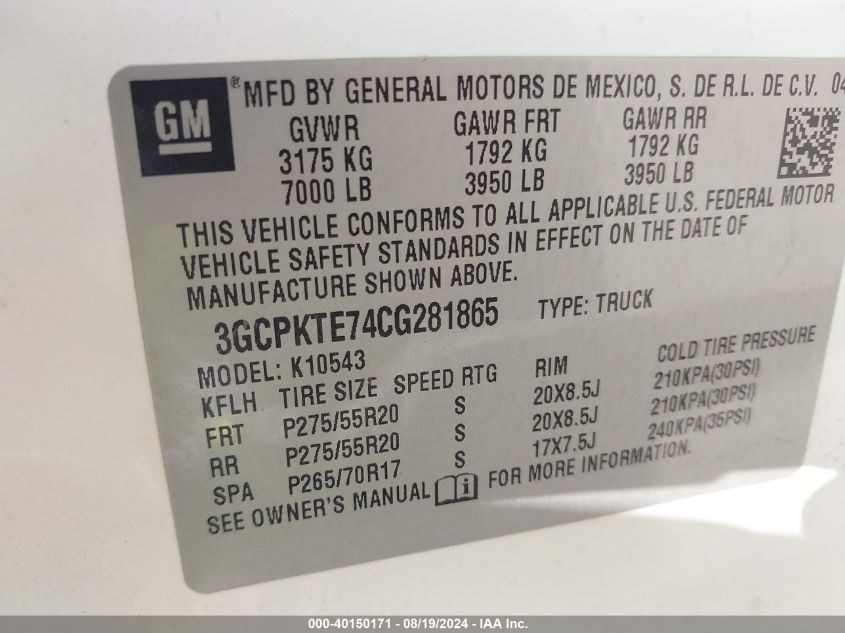 GM ® MFD BY GENERAL MOTORS DE MEXICO, S. DE R.L. DE C.V. 04
GVWR GAWR FRT GAWR RR
3175 KG 1792 KG 1792 KG
7000 LB 3950 LB 3950 LB
THIS VEHICLE CONFORMS TO ALL APPLICABLE U.S. FEDERAL MOTOR
VEHICLE SAFETY STANDARDS IN EFFECT ON THE DATE OF
MANUFACTURE SHOWN ABOVE.
3GCPKTE74CG281865 TYPE: TRUCK
MODEL: K10543
KFLH TIRE SIZE SPEED RTG RIM COLD TIRE PRESSURE
FRT P275/55R20 S 20X8.5J 210KPA(30PSI)
RR P275/55R20 S 20X8.5J 210KPA(30PSI)
SPA P265/70R17 S 17X7.5J 240KPA(35PSI)
SEE OWNER'S MANUAL i FOR MORE INFORMATION.
000-40150171 - 08/19/2024 - IAA Inc.